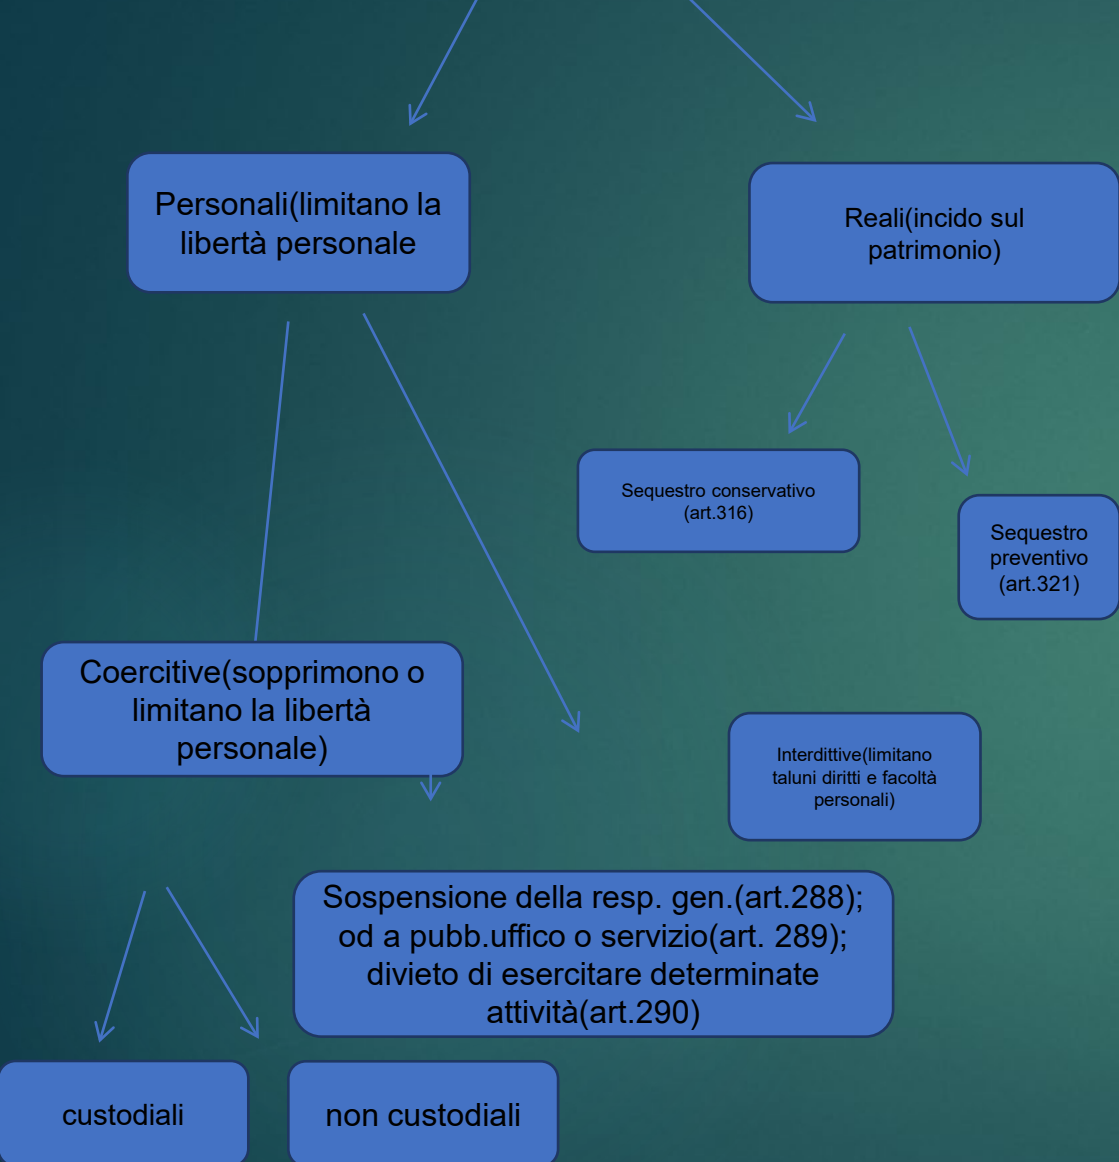 Personali(limitano la
libertà personale
Reali(incido sul
patrimonio)
Sequestro conservativo
(art.316)
Sequestro
preventivo
(art.321)
Coercitive(sopprimono o
limitano la libertà
personale)
Interdittive(limitano
taluni diritti e facoltà
personali)
Sospensione della resp. gen.(art.288);
od a pubb.uffico o servizio(art. 289);
divieto di esercitare determinate
attività(art.290)
custodiali
non custodiali